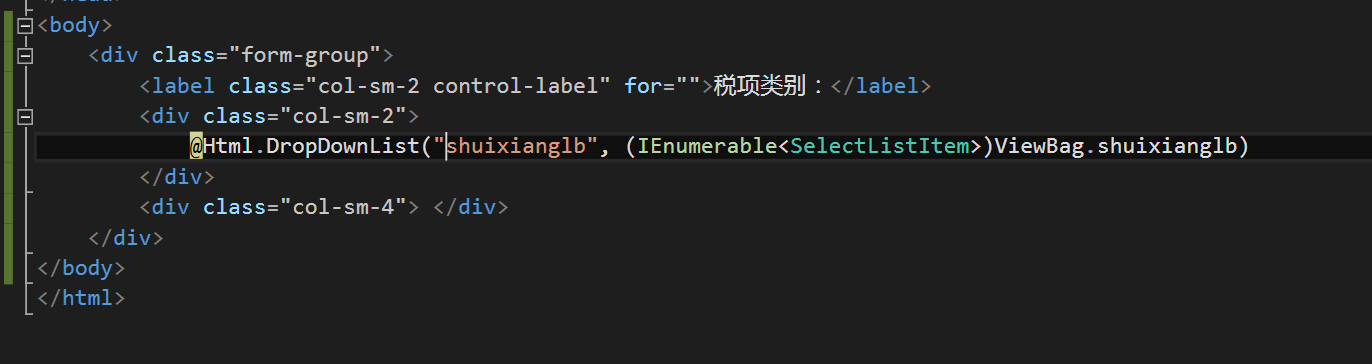 <body>
<div class="form-group">
<label class="col-sm-2 control-label" for="">税项类别：</label>
<div class="col-sm-2">
@Html.DropDownList("shuixianglb", (IEnumerable<SelectListItem>)ViewBag.shuixianglb)
</div>
<div class="col-sm-4"> </div>
</div>
</body>
</html>